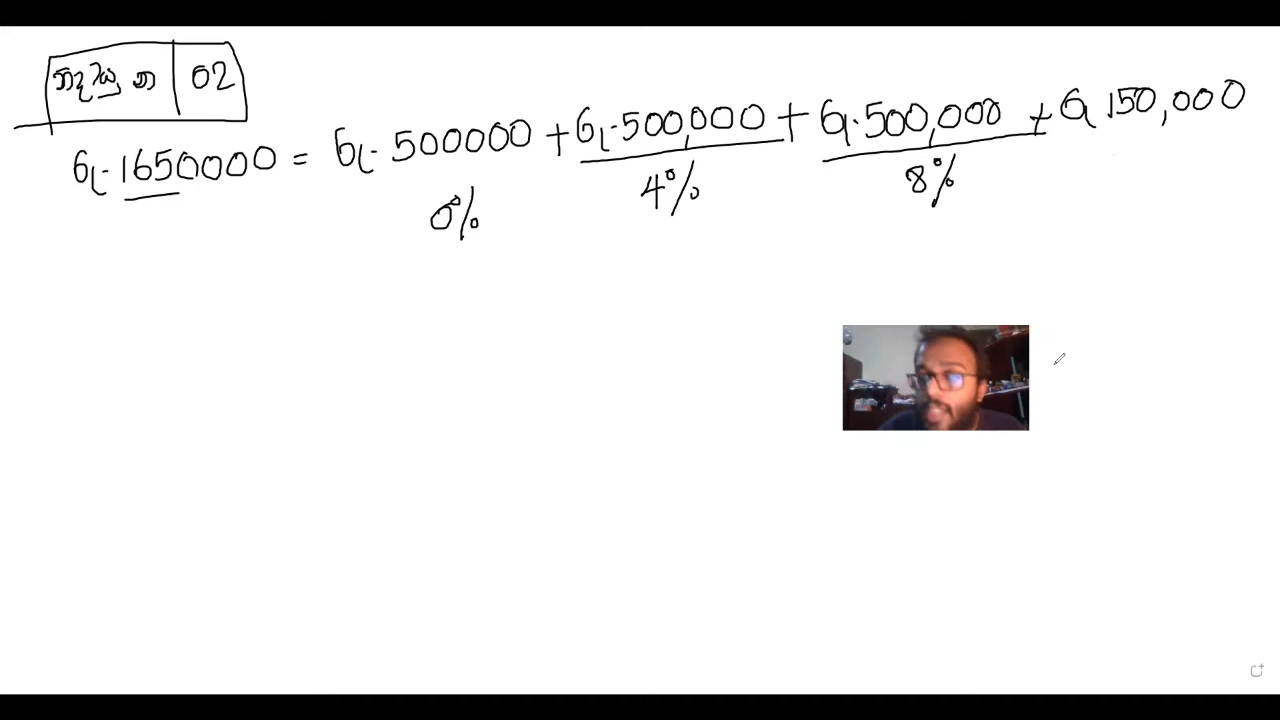 නිදසුන 02
රු. 1650000 = රු. 500000 + රු. 500,000 + රු. 500,000 + රු 150,000
0% 4% 8%